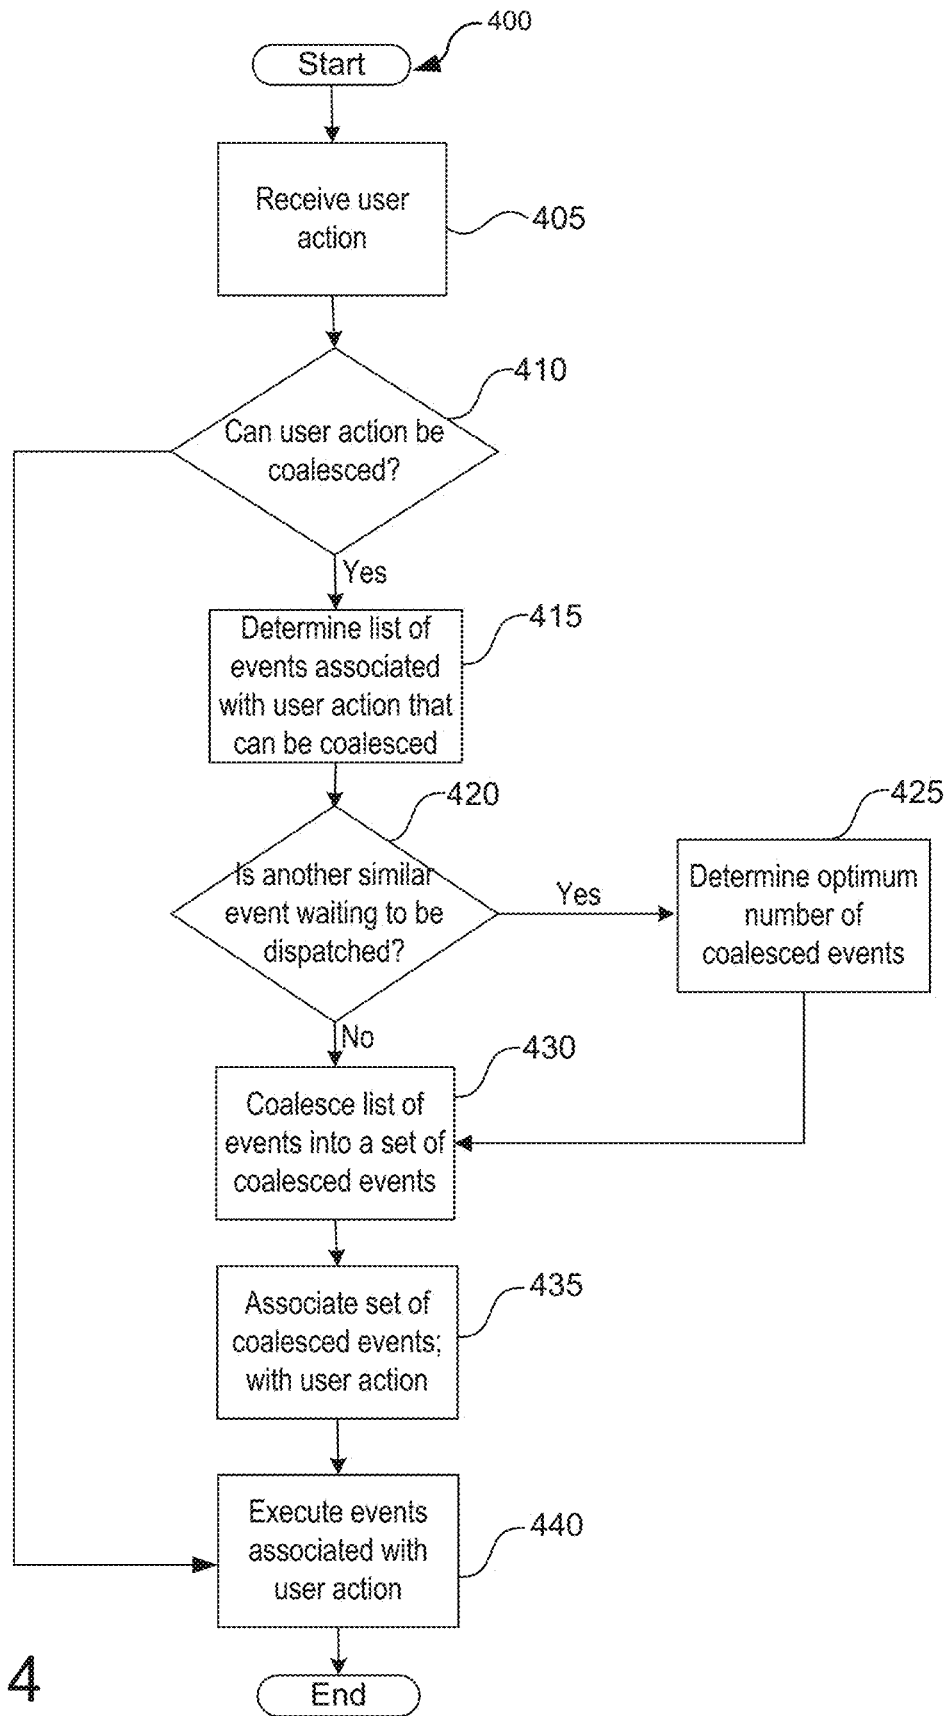 400
Start
Receive user
action
405
410
Can user action be
coalesced?
Yes
415
Determine list of
events associated
with user action that
can be coalesced
420
425
Is another similar
event waiting to be
dispatched?
Yes
Determine optimum
number of
coalesced events
No
430
Coalesce list of
events into a set of
coalesced events
435
Associate set of
coalesced events;
with user action
Execute events
associated with
user action
440
4
End